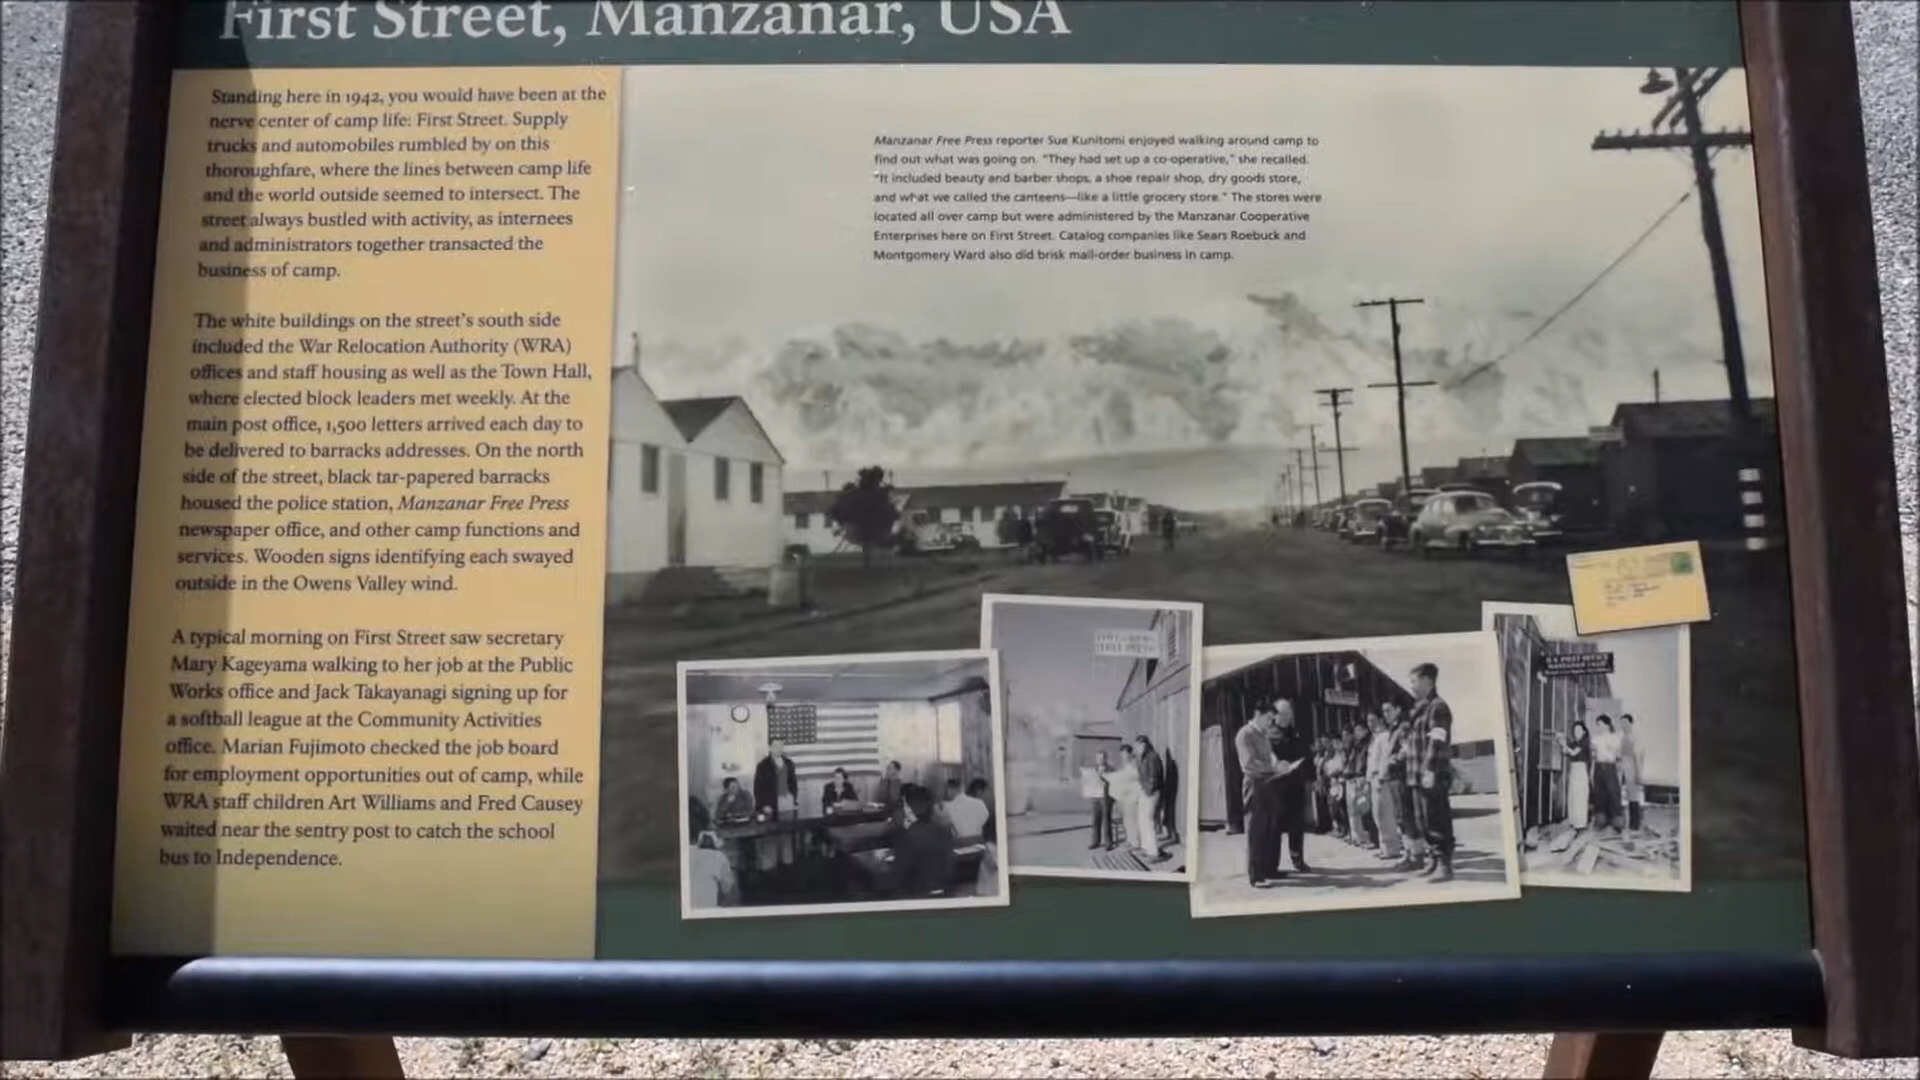 First Street, Manzanar, USA
Standing here in 1942, you would have been at the
nerve center of camp life: First Street. Supply
trucks and automobiles rumbled by on this
thoroughfare, where the lines between camp life
and the world outside seemed to intersect. The
street always bustled with activity, as internees
and administrators together transacted the
business of camp.
The white buildings on the street's south side
included the War Relocation Authority (WRA)
offices and staff housing as well as the Town Hall,
where elected block leaders met weekly. At the
main post office, 1,500 letters arrived each day to
be delivered to barracks addresses. On the north
side of the street, black tar-papered barracks
housed the police station, Manzanar Free Press
newspaper office, and other camp functions and
services. Wooden signs identifying each swayed
outside in the Owens Valley wind.
A typical morning on First Street saw secretary
Mary Kageyama walking to her job at the Public
Works office and Jack Takayanagi signing up for
a softball league at the Community Activities
office. Marian Fujimoto checked the job board
for employment opportunities out of camp, while
WRA staff children Art Williams and Fred Causey
waited near the sentry post to catch the school
bus to Independence.
Manzanar Free Press reporter Sue Kunitomi enjoyed walking around camp to
find out what was going on. "They had set up a co-operative," she recalled.
"It included beauty and barber shops, a shoe repair shop, dry goods store,
and what we called the canteens—like a little grocery store." The stores were
located all over camp but were administered by the Manzanar Cooperative
Enterprises here on First Street. Catalog companies like Sears Roebuck and
Montgomery Ward also did brisk mail-order business in camp.
U.S. POST OFFICE